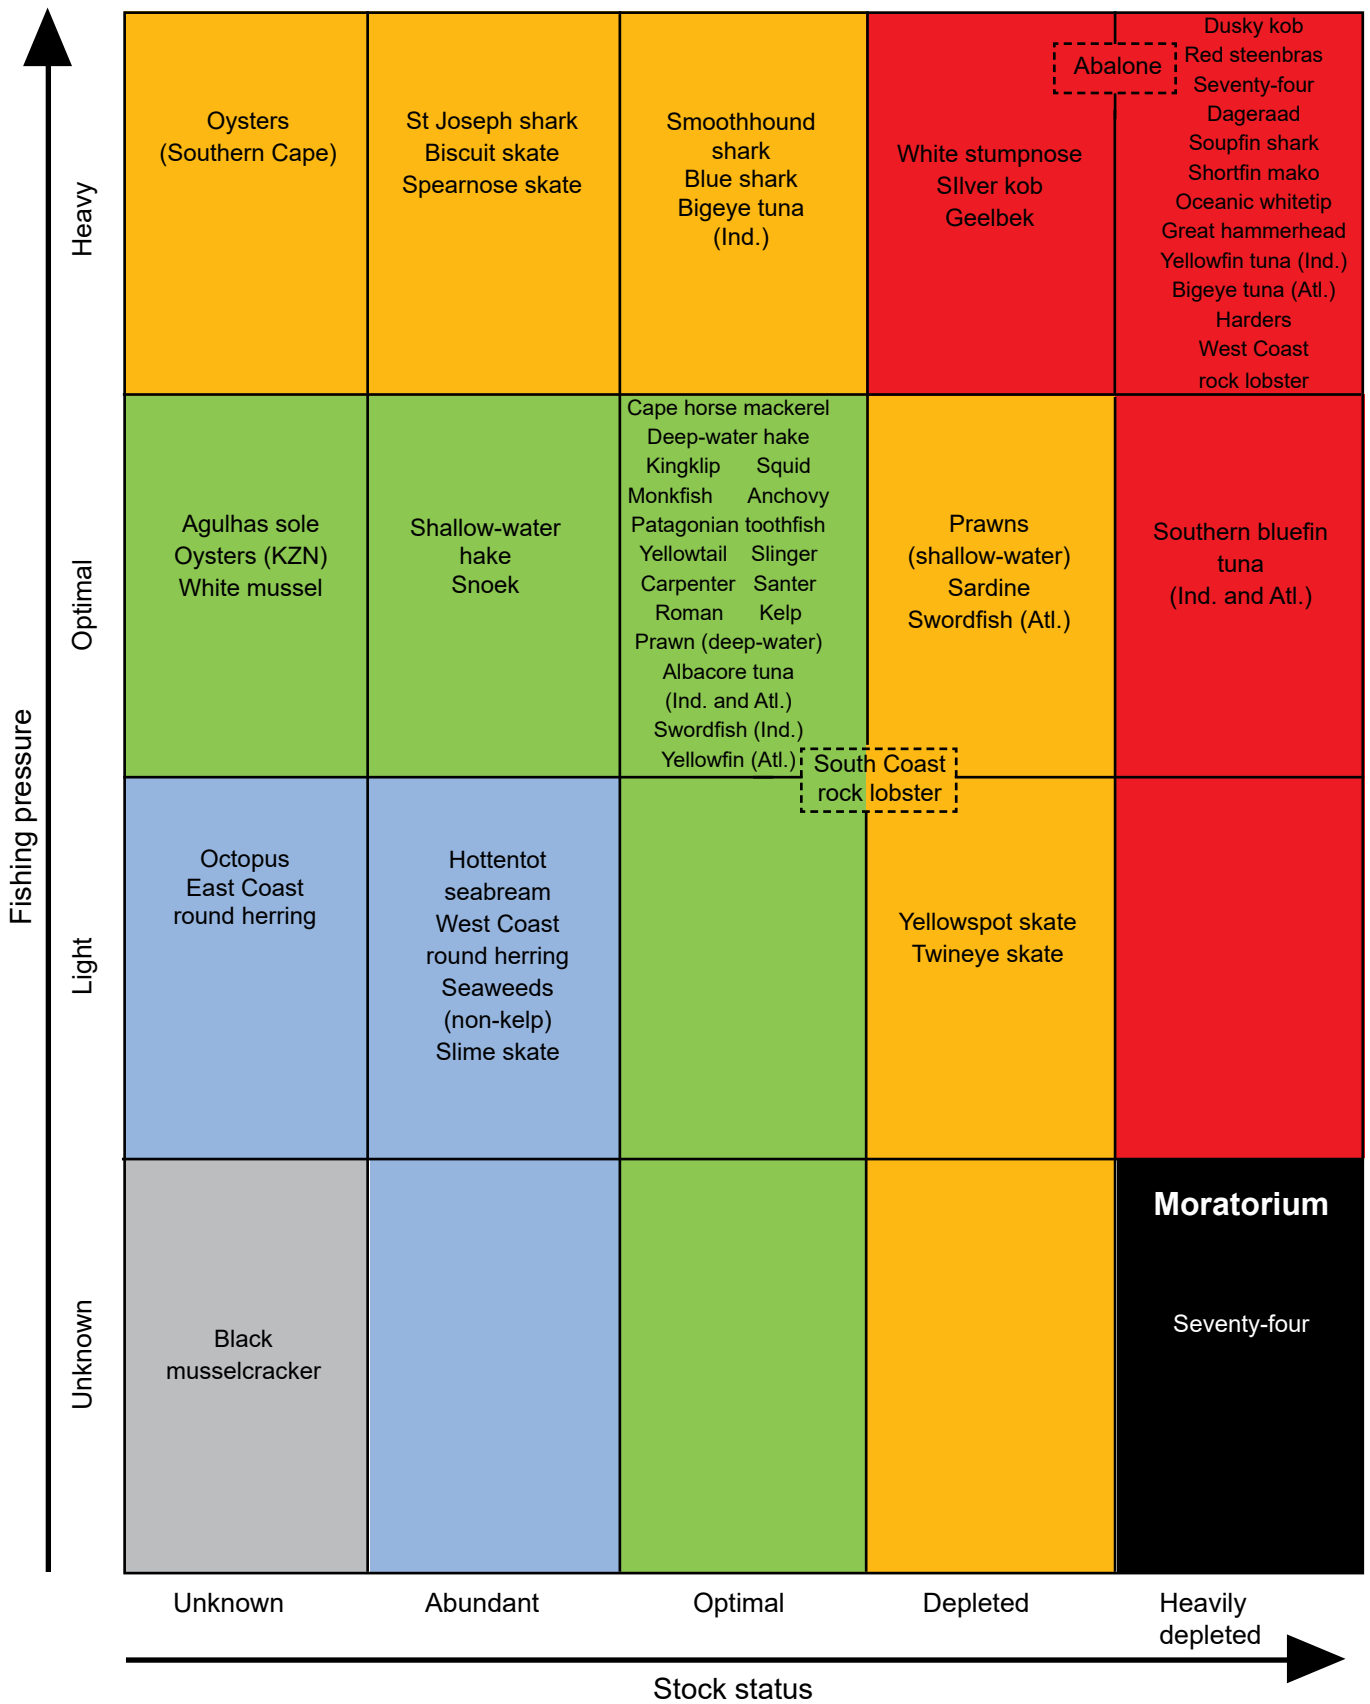 Fishing pressure
Heavy
Oysters
(Southern Cape)
St Joseph shark
Biscuit skate
Spearnose skate
Smoothhound
shark
Blue shark
Bigeye tuna
(Ind.)
White stumpnose
SIlver kob
Geelbek
Abalone
Dusky kob
Red steenbras
Seventy-four
Dageraad
Soupfin shark
Shortfin mako
Oceanic whitetip
Great hammerhead
Yellowfin tuna (Ind.)
Bigeye tuna (Atl.)
Harders
West Coast
rock lobster
Optimal
Agulhas sole
Oysters (KZN)
White mussel
Shallow-water
hake
Snoek
Cape horse mackerel
Deep-water hake
Kingklip Squid
Monkfish Anchovy
Patagonian toothfish
Yellowtail Slinger
Carpenter Santer
Roman Kelp
Prawn (deep-water)
Albacore tuna
(Ind. and Atl.)
Swordfish (Ind.)
Yellowfin (Atl.)
South Coast
rock lobster
Prawns
(shallow-water)
Sardine
Swordfish (Atl.)
Southern bluefin
tuna
(Ind. and Atl.)
Light
Octopus
East Coast
round herring
Hottentot
seabream
West Coast
round herring
Seaweeds
(non-kelp)
Slime skate
Yellowspot skate
Twineye skate
Unknown
Black
musselcracker
Moratorium
Seventy-four
Unknown
Abundant
Optimal
Depleted
Heavily
depleted
Stock status